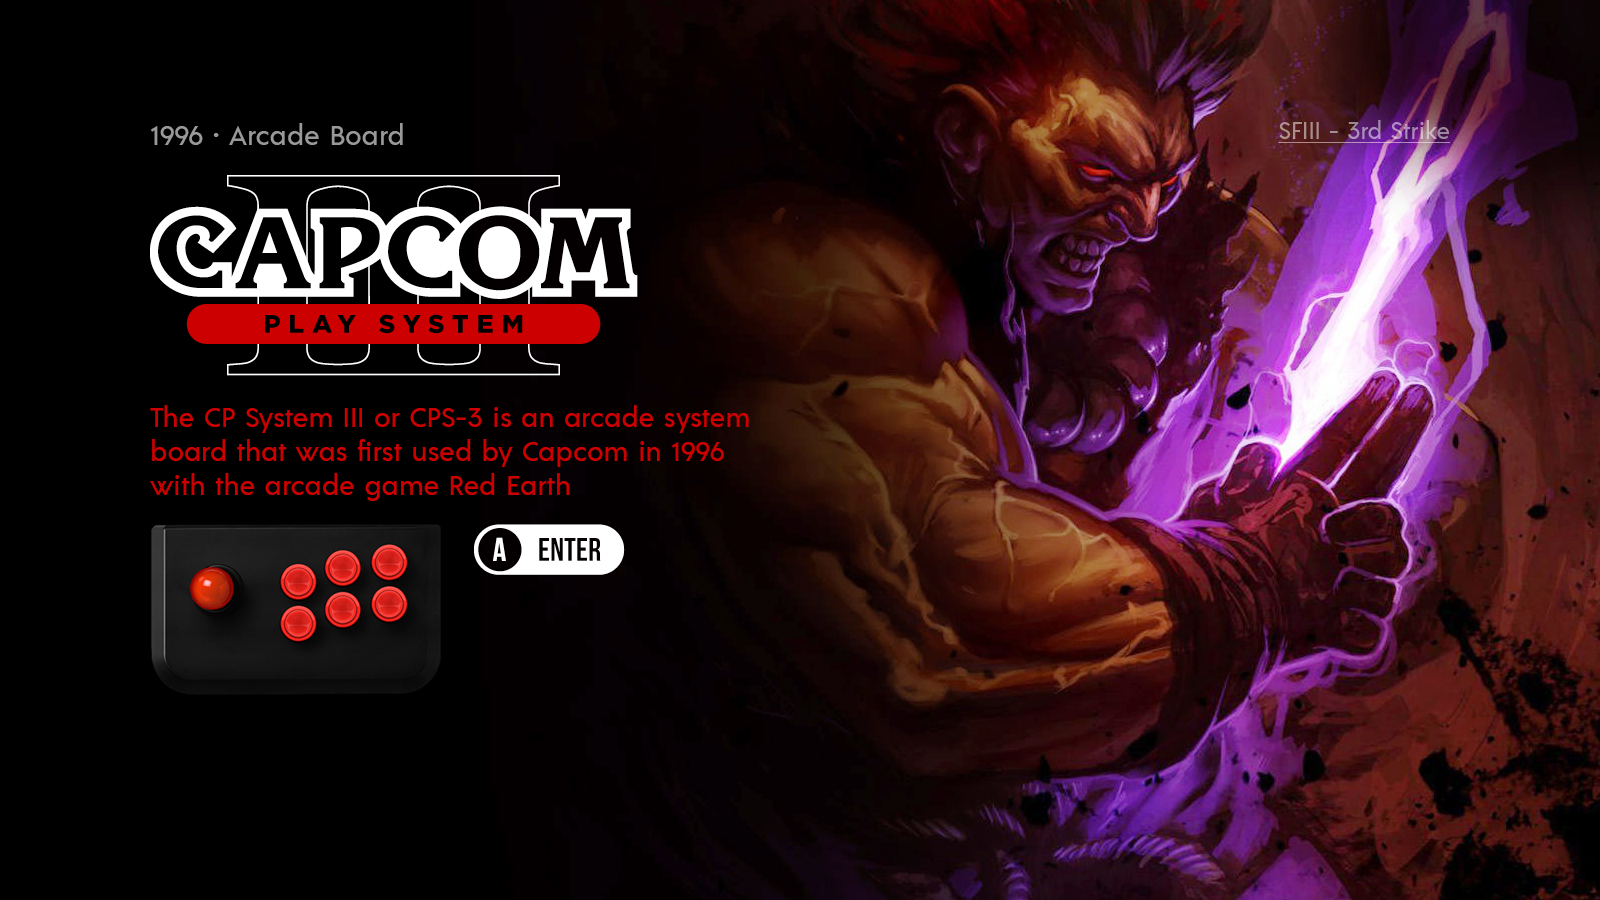 1996 · Arcade Board
SFIII - 3rd Strike
III
CAPCOM
PLAY SYSTEM
The CP System III or CPS-3 is an arcade system
board that was first used by Capcom in 1996
with the arcade game Red Earth
A ENTER